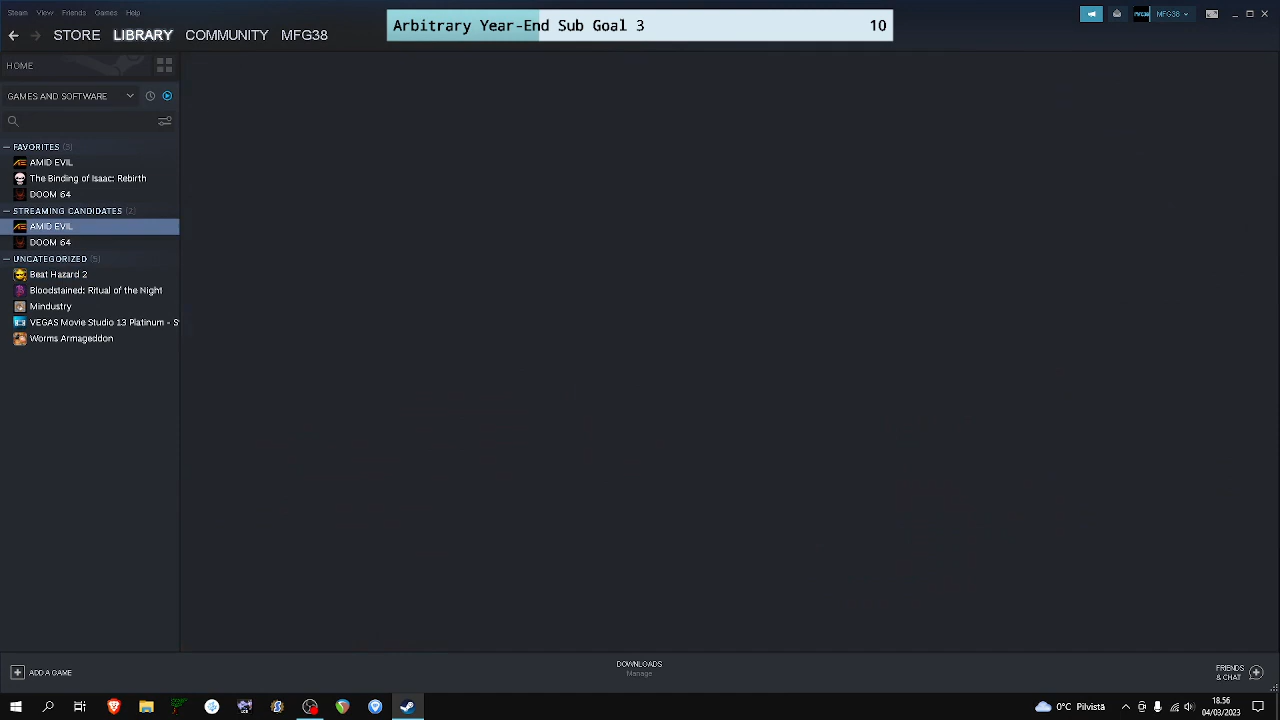 Steam View Friends Games Help
Arbitrary Year-End Sub Goal 3 10
MFG38
STORE LIBRARY COMMUNITY MFG38
HOME
GAMES AND SOFTWARE
FAVORITES (3)
AMID EVIL
The Binding of Isaac: Rebirth
DOOM 64
STREAMING CANDIDATES (2)
AMID EVIL
DOOM 64
UNCATEGORIZED (5)
Beat Hazard 2
Bloodstained: Ritual of the Night
Mindustry
VEGAS Movie Studio 13 Platinum - S
Worms Armageddon
ADD A GAME
DOWNLOADS
Manage
FRIENDS
& CHAT
0°C Pilvistä
18.56
04/03/2023